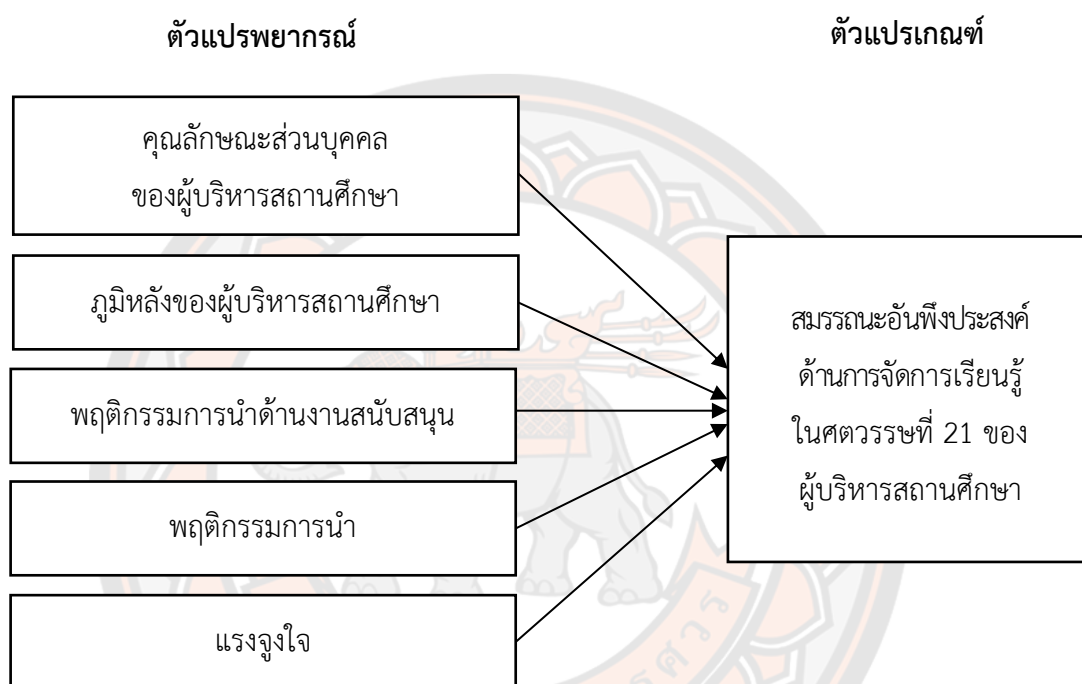 ตัวแปรพยากรณ์
ตัวแปรเกณฑ์
คุณลักษณะส่วนบุคคล
ของผู้บริหารสถานศึกษา
ภูมิหลังของผู้บริหารสถานศึกษา
พฤติกรรมการนำด้านงานสนับสนุน
พฤติกรรมการนำ
แรงจูงใจ
สมรรถนะอันพึงประสงค์
ด้านการจัดการเรียนรู้
ในศตวรรษที่ 21 ของ
ผู้บริหารสถานศึกษา